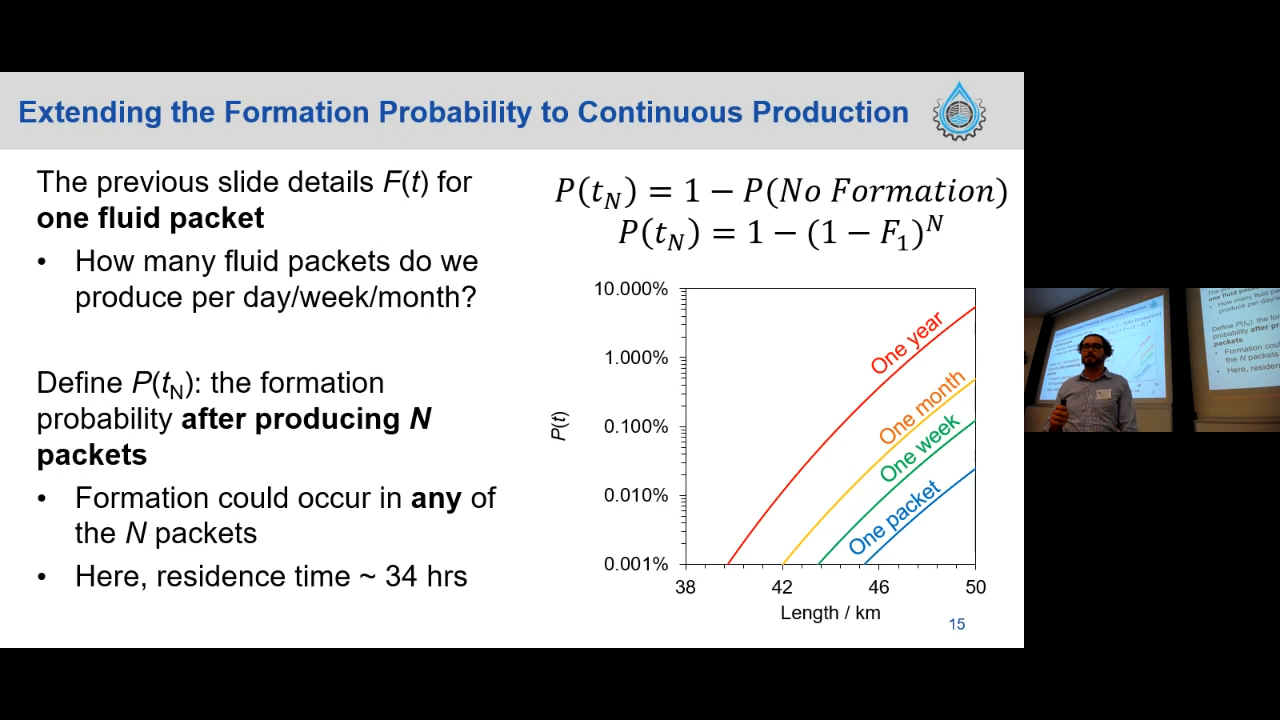 Extending the Formation Probability to Continuous Production
The previous slide details F(t) for
one fluid packet
• How many fluid packets do we
produce per day/week/month?
Define P(t_N): the formation
probability after producing N
packets
• Formation could occur in any of
the N packets
• Here, residence time ~ 34 hrs
P(t_N) = 1 − P(No Formation)
P(t_N) = 1 − (1 − F_1)^N
10.000%
1.000%
0.100%
0.010%
0.001%
P(t)
One year
One month
One week
One packet
38 42 46 50
Length / km
15